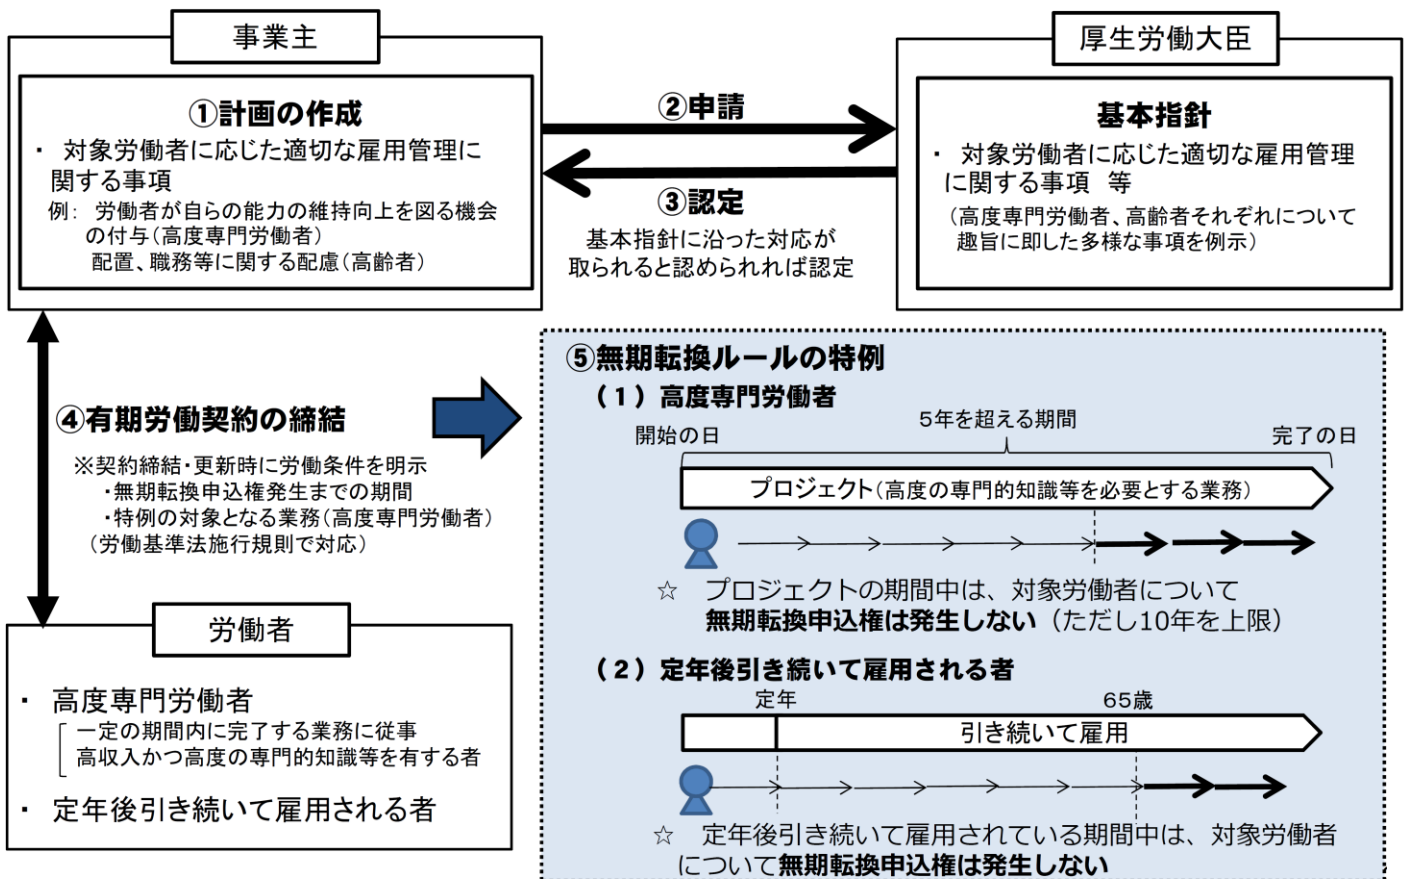 事業主
①計画の作成
・ 対象労働者に応じた適切な雇用管理に
関する事項
例： 労働者が自らの能力の維持向上を図る機会
の付与（高度専門労働者）
配置、職務等に関する配慮（高齢者）
②申請
③認定
基本指針に沿った対応が
取られると認められれば認定
厚生労働大臣
基本指針
・ 対象労働者に応じた適切な雇用管理
に関する事項 等
（高度専門労働者、高齢者それぞれについて
趣旨に即した多様な事項を例示）
④有期労働契約の締結
※契約締結・更新時に労働条件を明示
・無期転換申込権発生までの期間
・特例の対象となる業務（高度専門労働者）
（労働基準法施行規則で対応）
労働者
・ 高度専門労働者
一定の期間内に完了する業務に従事
高収入かつ高度の専門的知識等を有する者
・ 定年後引き続いて雇用される者
⑤無期転換ルールの特例
（１）高度専門労働者
開始の日
5年を超える期間
完了の日
プロジェクト（高度の専門的知識等を必要とする業務）
☆ プロジェクトの期間中は、対象労働者について
無期転換申込権は発生しない（ただし10年を上限）
（２）定年後引き続いて雇用される者
定年
65歳
引き続いて雇用
☆ 定年後引き続いて雇用されている期間中は、対象労働者
について無期転換申込権は発生しない